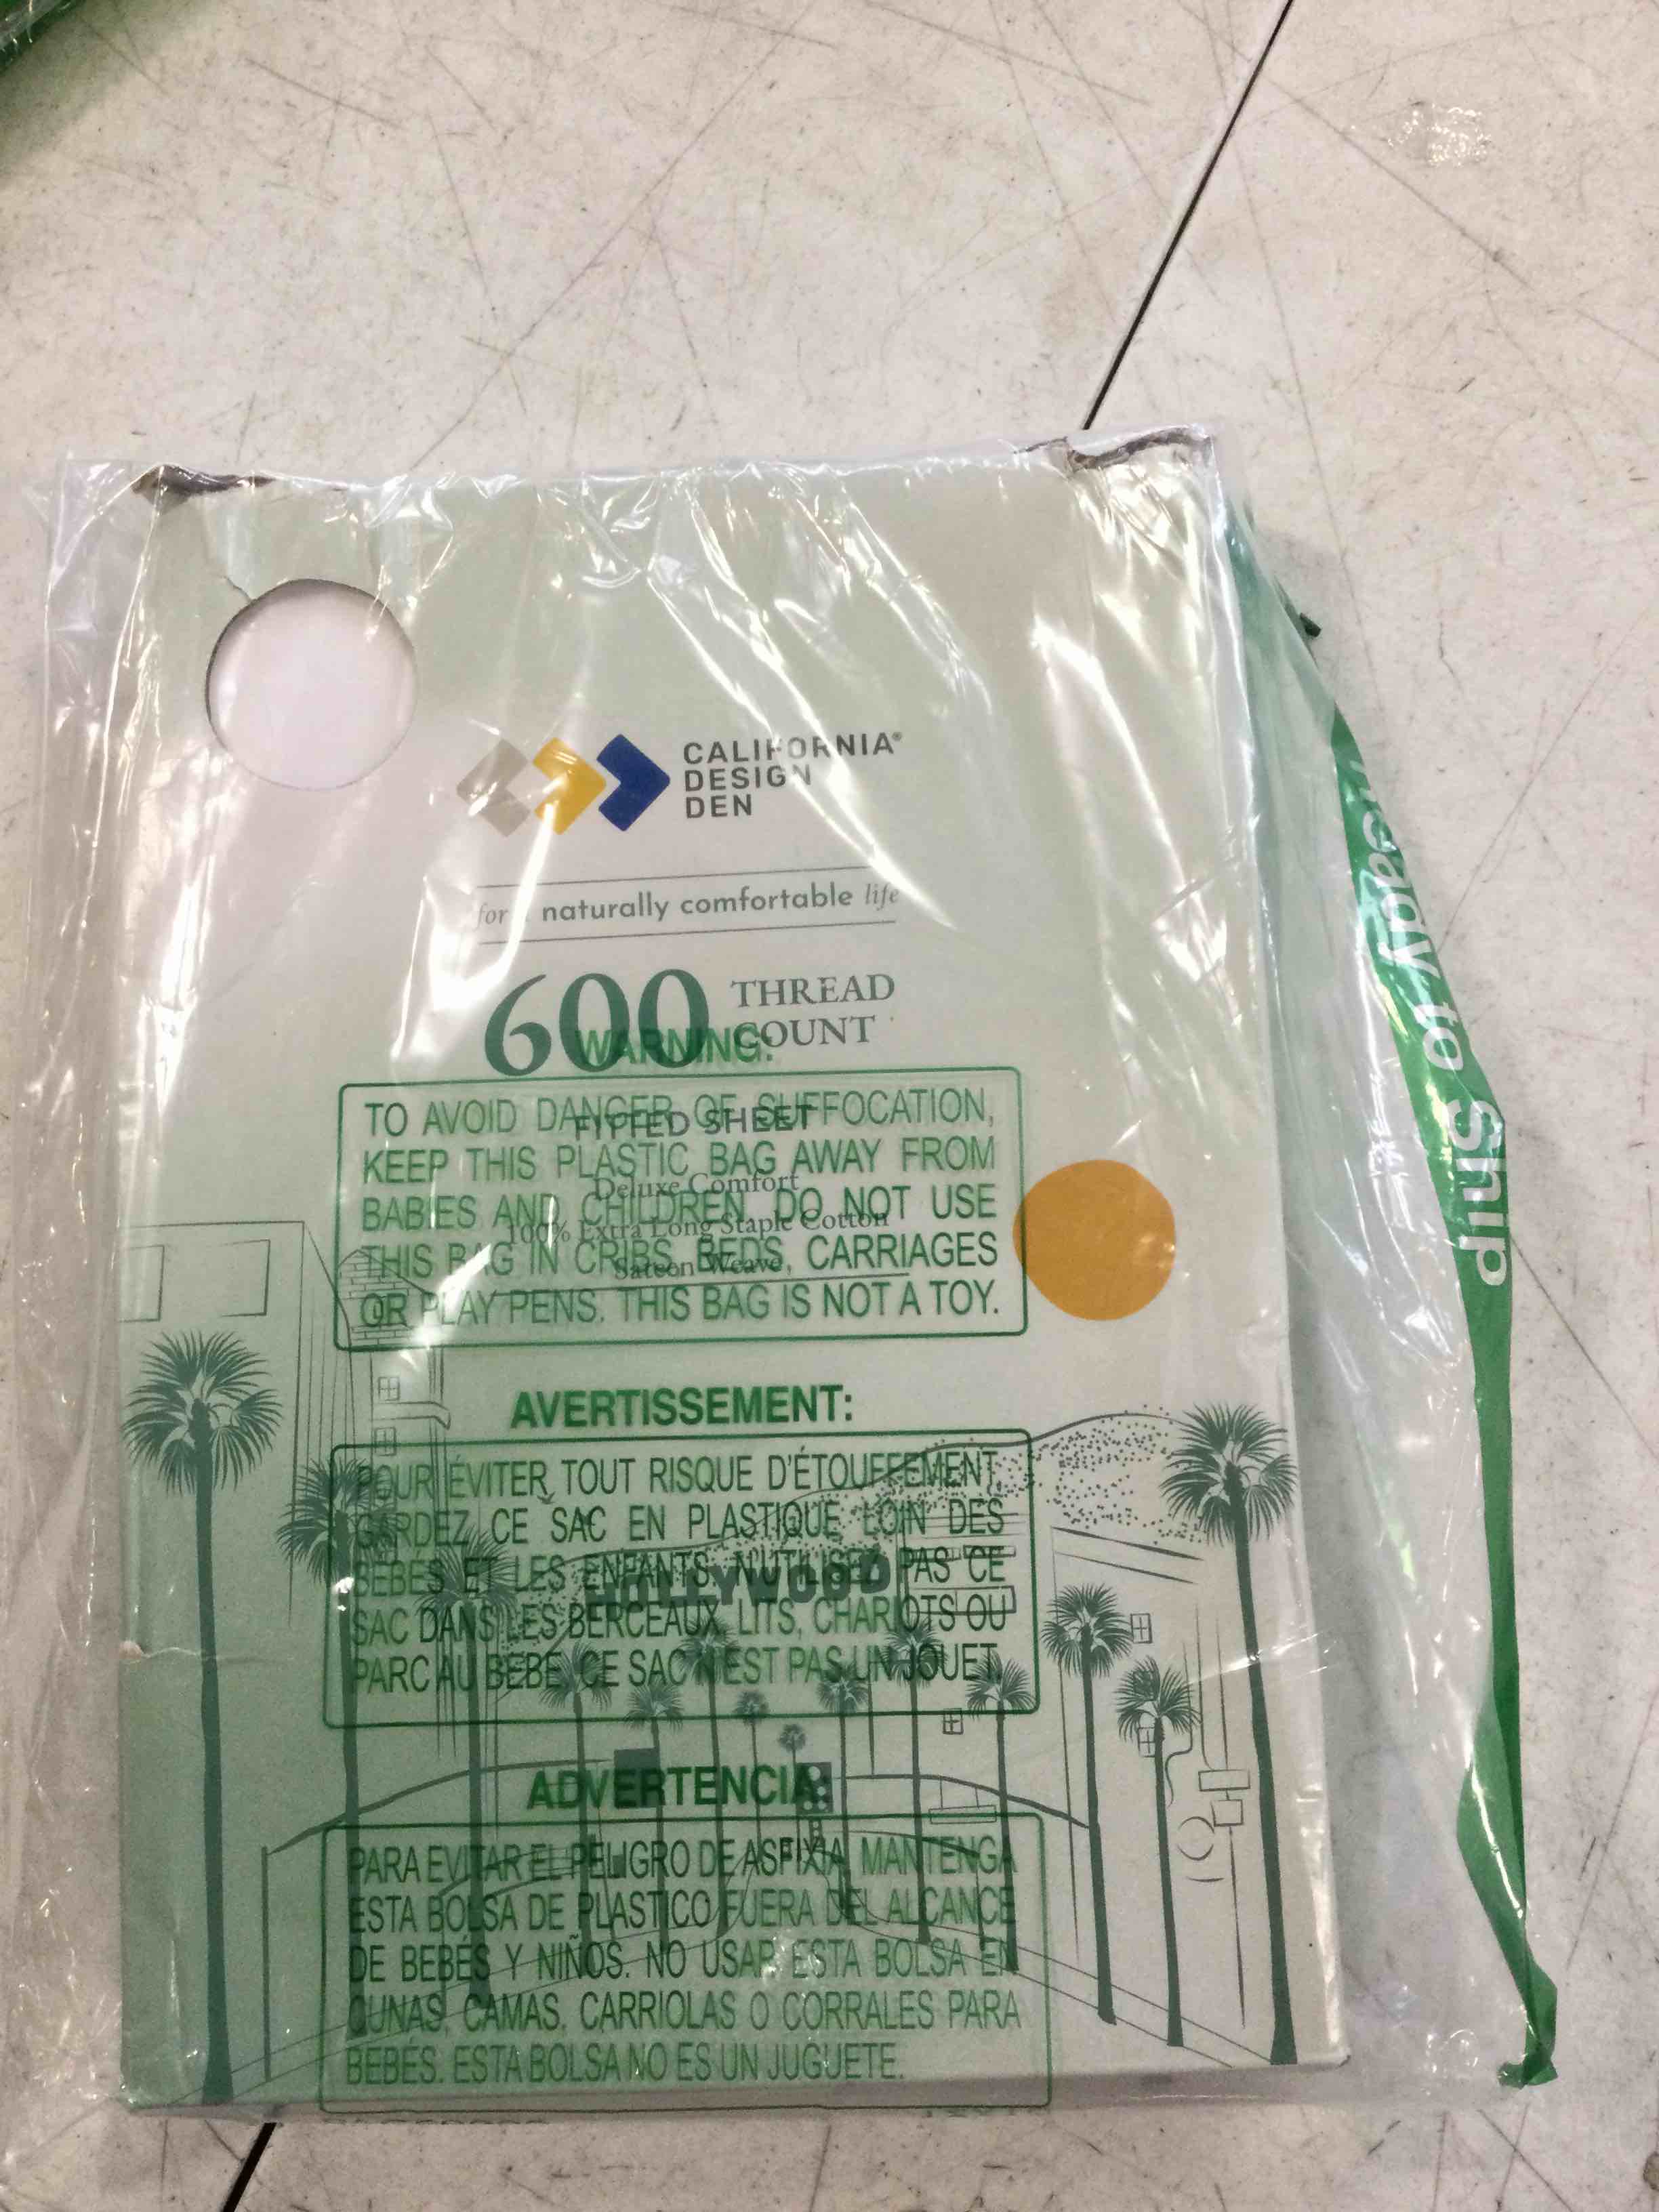 CALIFORNIA®
DESIGN
DEN
for naturally comfortable life
600 THREAD
COUNT
WARNING:
TO AVOID DANGER OF SUFFOCATION,
KEEP THIS PLASTIC BAG AWAY FROM
BABIES AND CHILDREN. DO NOT USE
THIS BAG IN CRIBS, BEDS, CARRIAGES
OR PLAY PENS. THIS BAG IS NOT A TOY.
FITTED SHEET
Deluxe Comfort
100% Extra Long Staple Cotton
Sateen Weave
AVERTISSEMENT:
POUR ÉVITER TOUT RISQUE D'ÉTOUFFEMENT,
GARDEZ CE SAC EN PLASTIQUE LOIN DES
BÉBÉS ET LES ENFANTS. N'UTILISEZ PAS CE
SAC DANS LES BERCEAUX, LITS, CHARIOTS OU
PARC AU BÉBÉ. CE SAC N'EST PAS UN JOUET.
HOLLYWOOD
ADVERTENCIA:
PARA EVITAR EL PELIGRO DE ASFIXIA, MANTENGA
ESTA BOLSA DE PLASTICO FUERA DEL ALCANCE
DE BEBÉS Y NIÑOS. NO USAR ESTA BOLSA EN
CUNAS, CAMAS, CARRIOLAS O CORRALES PARA
BEBÉS. ESTA BOLSA NO ES UN JUGUETE.
Ready to Ship